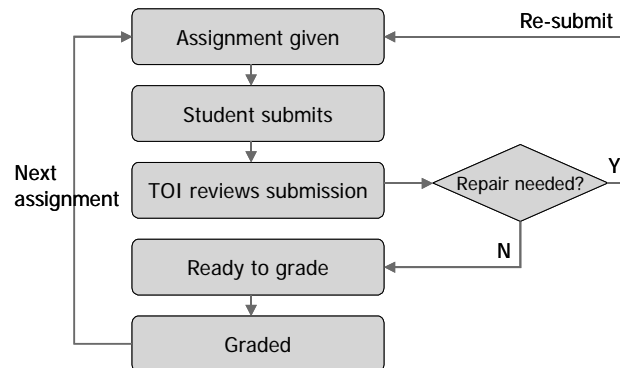 Re-submit
Assignment given
Student submits
Next
assignment
TOI reviews submission
Repair needed?
Y
N
Ready to grade
Graded